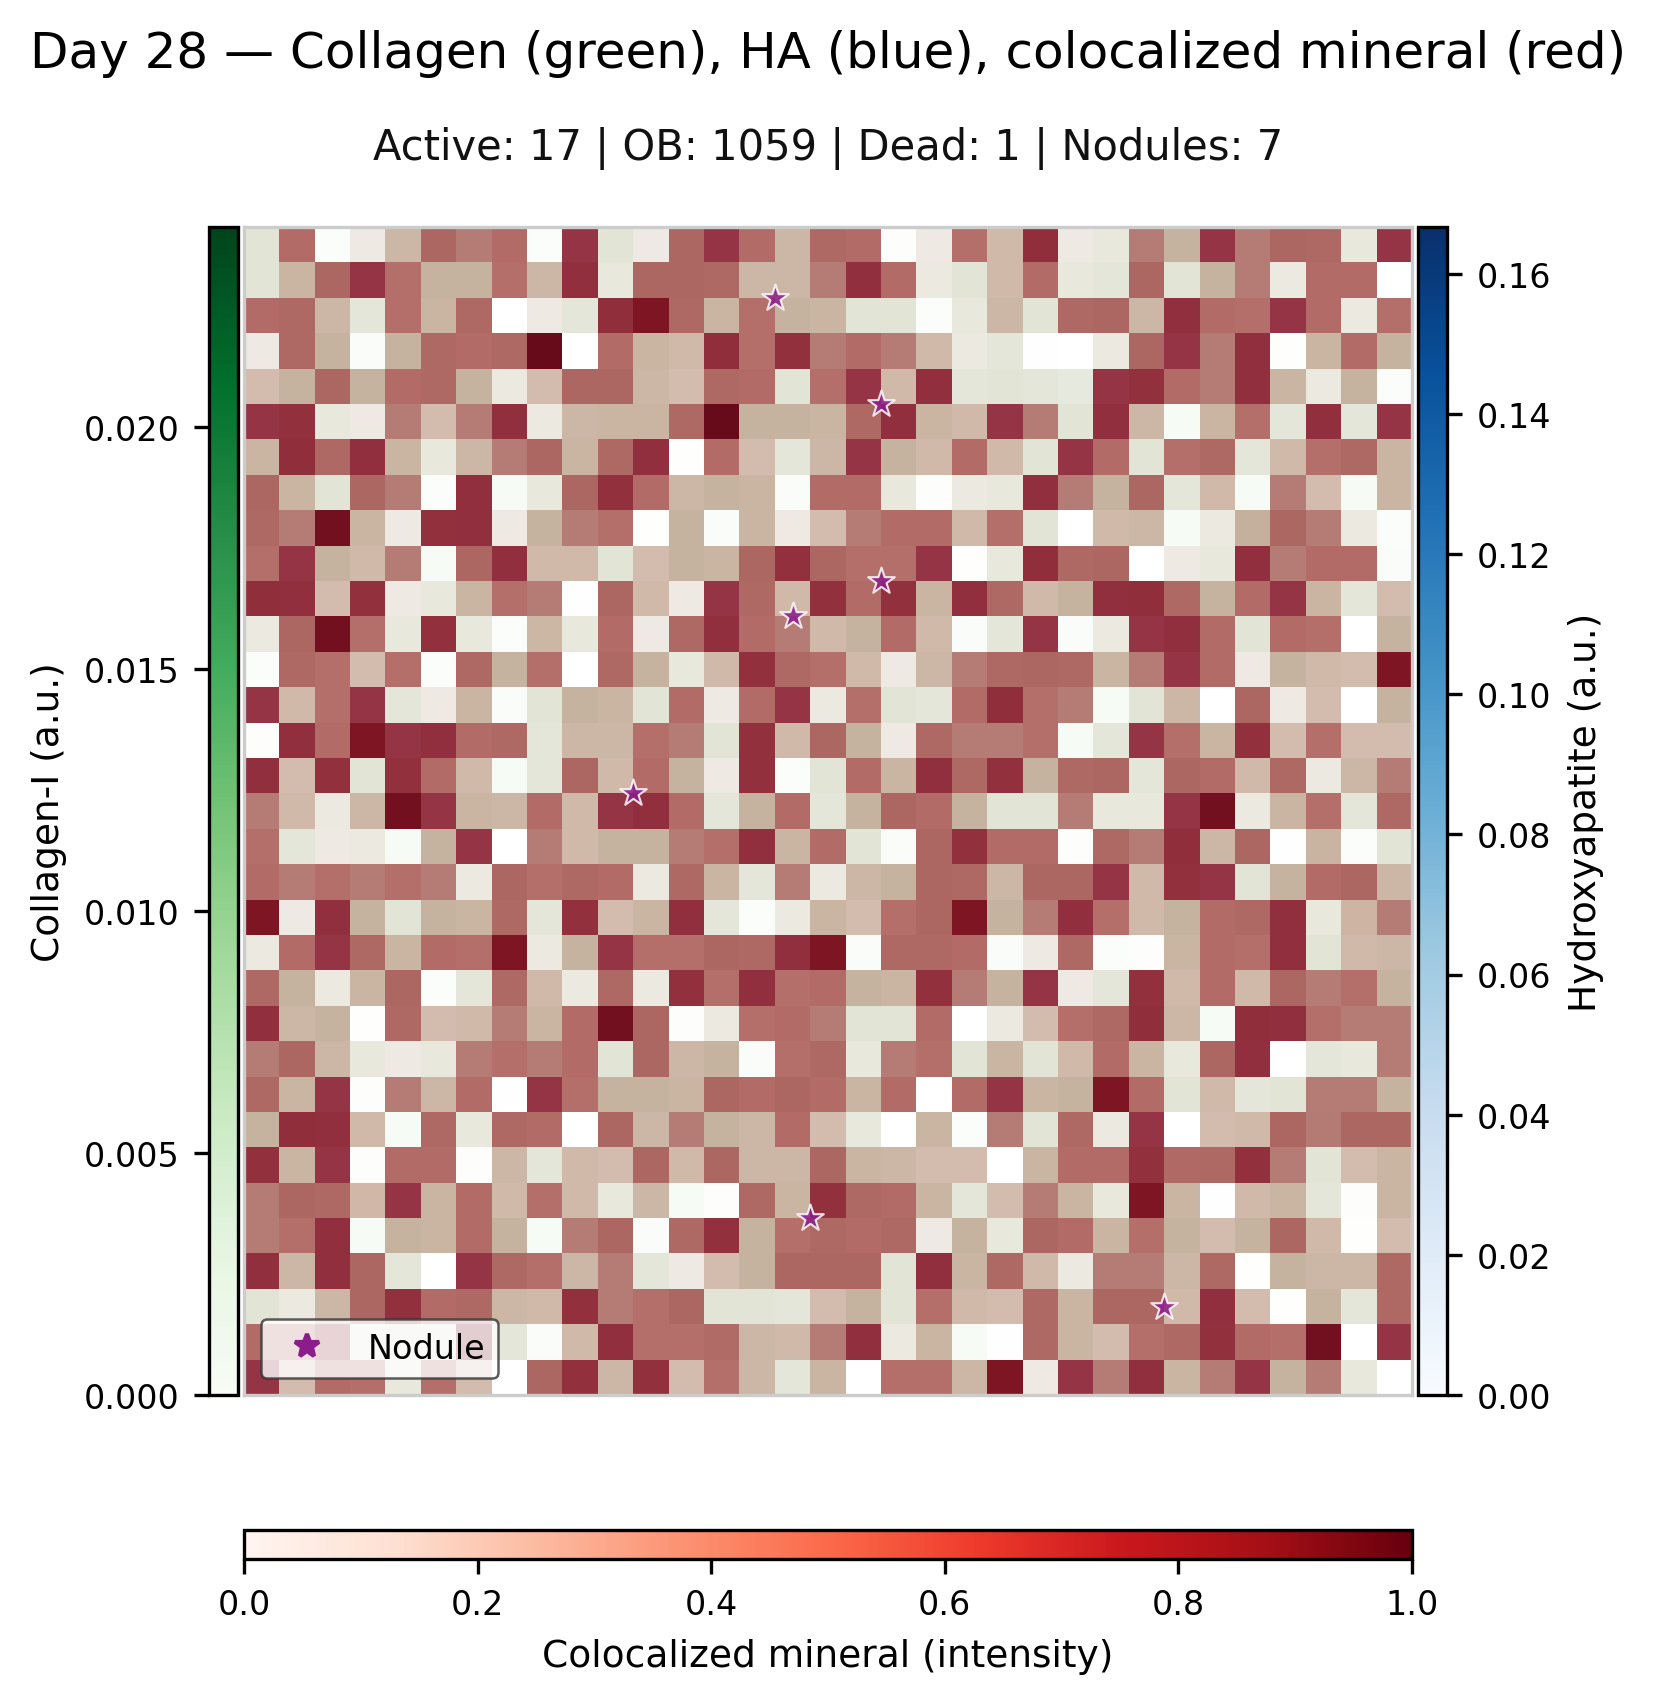 Day 28 — Collagen (green), HA (blue), colocalized mineral (red)
Active: 17 | OB: 1059 | Dead: 1 | Nodules: 7
0.020
0.015
0.010
0.005
0.000
Collagen-I (a.u.)
Nodule
0.16
0.14
0.12
0.10
0.08
0.06
0.04
0.02
0.00
Hydroxyapatite (a.u.)
0.0 0.2 0.4 0.6 0.8 1.0
Colocalized mineral (intensity)